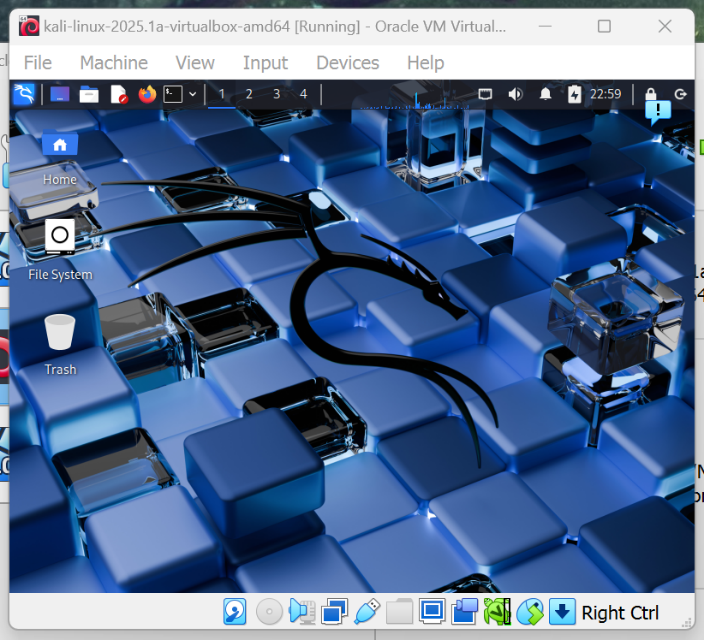 kali-linux-2025.1a-virtualbox-amd64 [Running] - Oracle VM Virtual...
File Machine View Input Devices Help
1 2 3 4 22:59
Home
File System
Trash
Right Ctrl